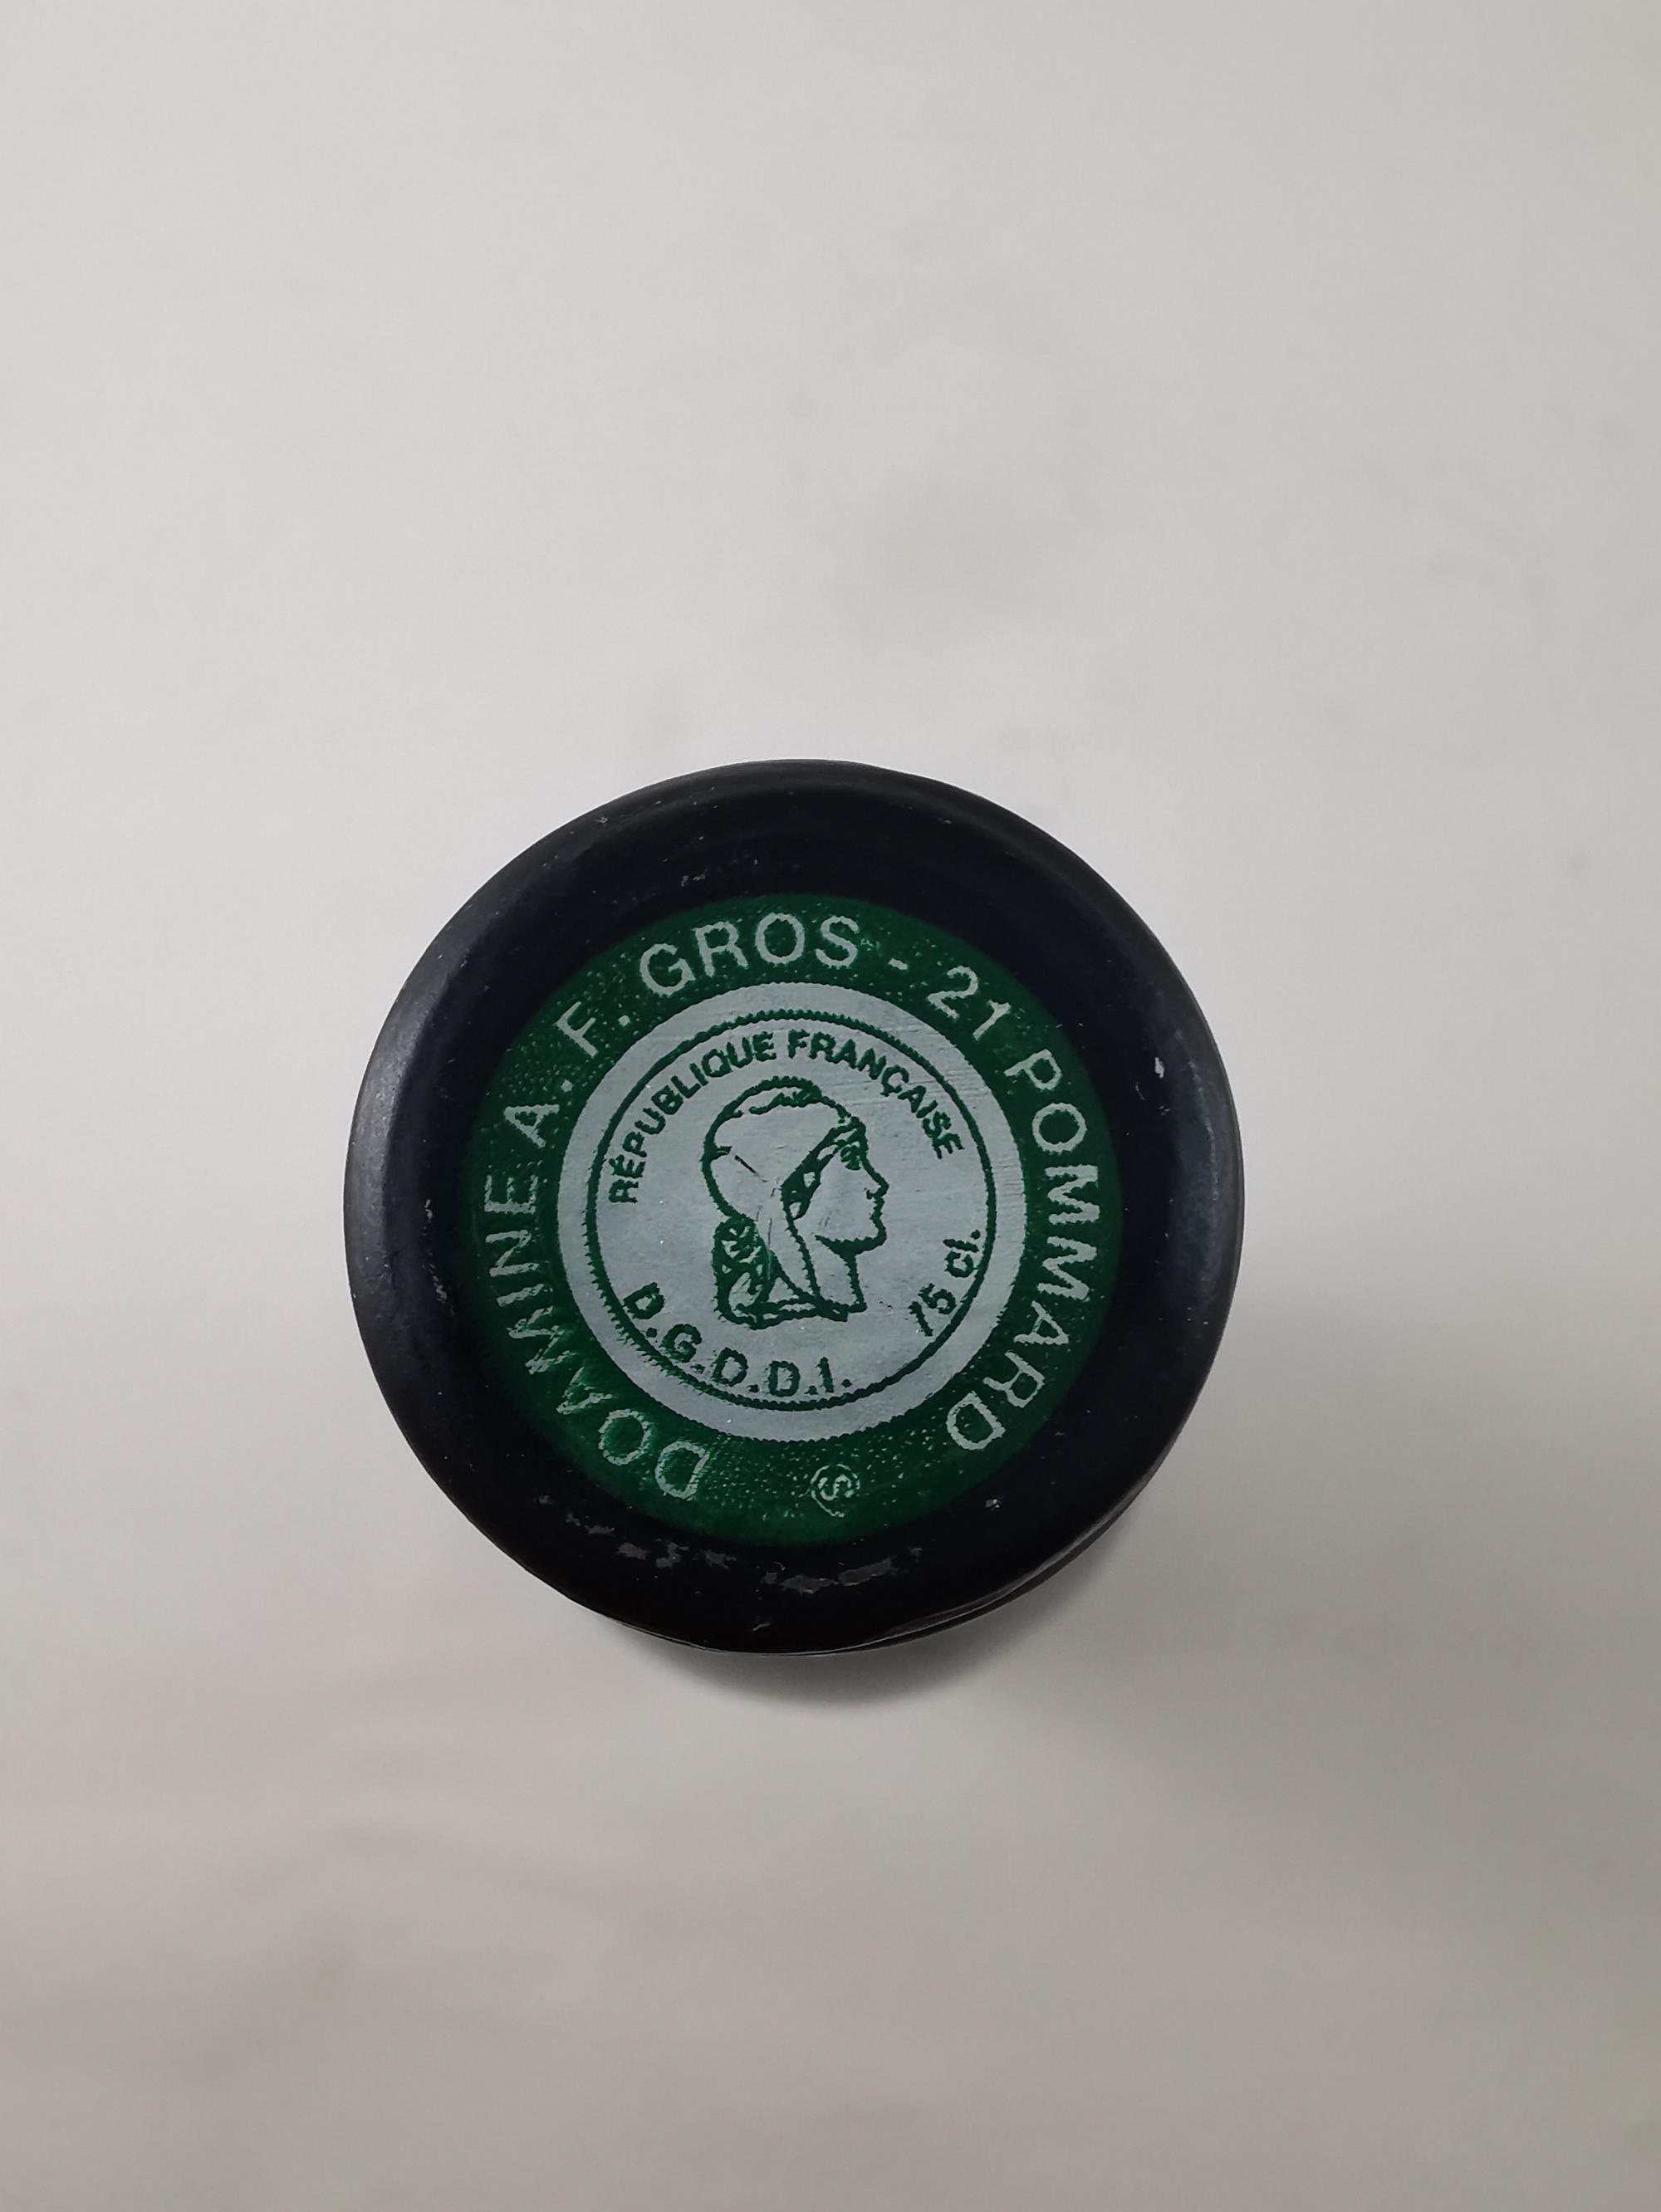 DOMAINE A. F. GROS - 21 POMMARD
RÉPUBLIQUE FRANÇAISE
D.G.D.D.I.
75 cl.
S